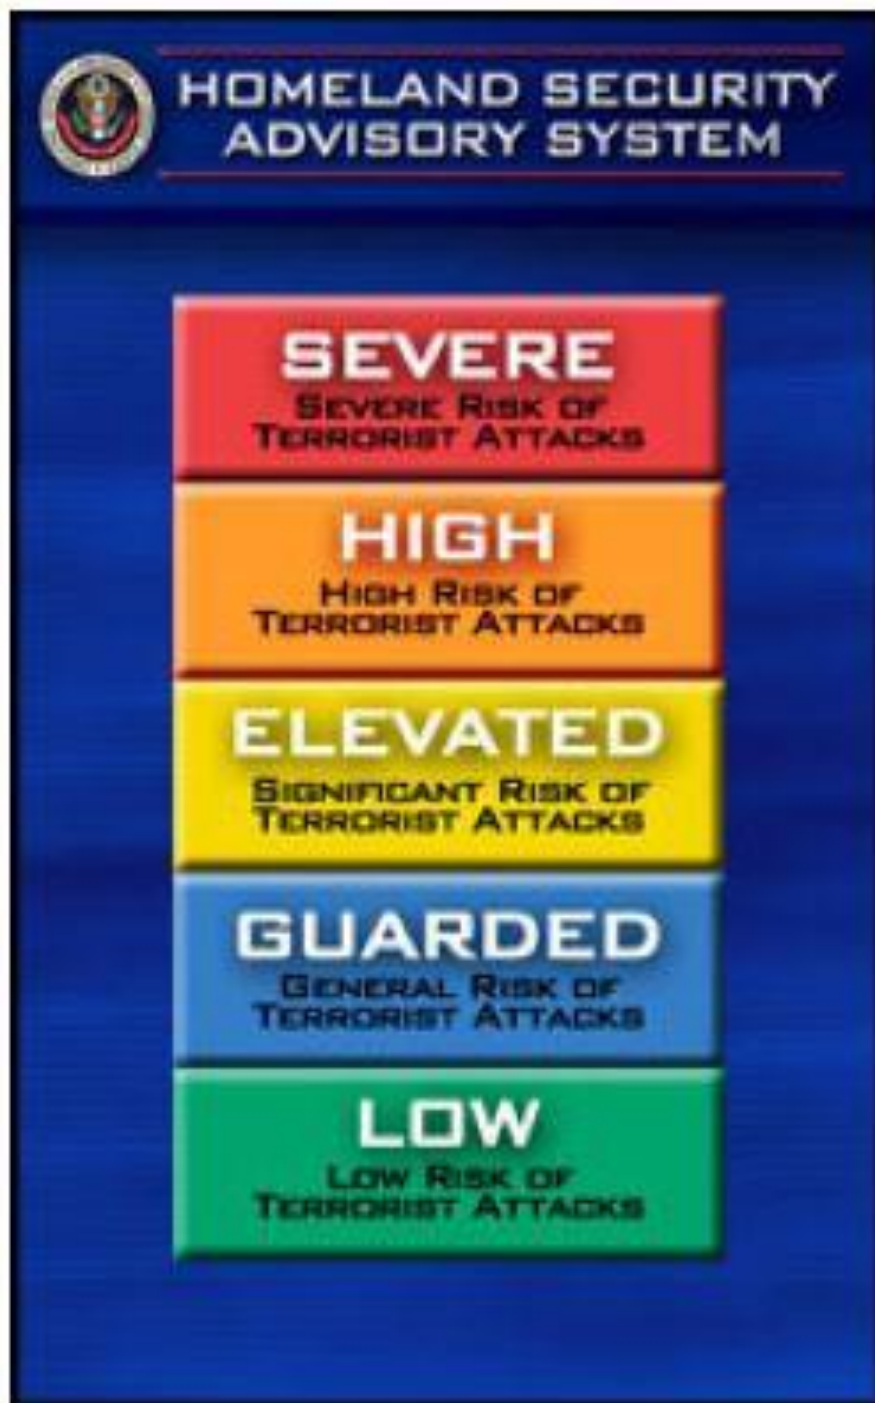 HOMELAND SECURITY
ADVISORY SYSTEM
SEVERE
SEVERE RISK OF
TERRORIST ATTACKS
HIGH
HIGH RISK OF
TERRORIST ATTACKS
ELEVATED
SIGNIFICANT RISK OF
TERRORIST ATTACKS
GUARDED
GENERAL RISK OF
TERRORIST ATTACKS
LOW
LOW RISK OF
TERRORIST ATTACKS